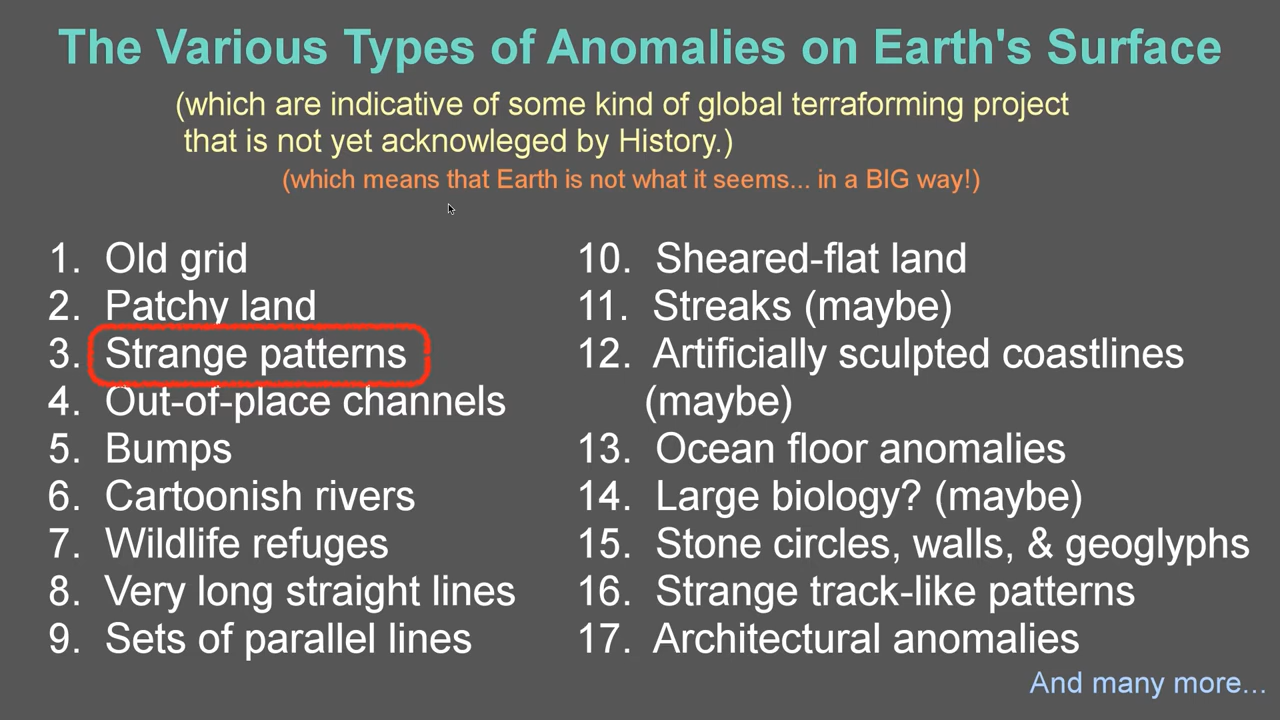 The Various Types of Anomalies on Earth's Surface
(which are indicative of some kind of global terraforming project
that is not yet acknowleged by History.)
(which means that Earth is not what it seems... in a BIG way!)
1. Old grid
2. Patchy land
3. Strange patterns
4. Out-of-place channels
5. Bumps
6. Cartoonish rivers
7. Wildlife refuges
8. Very long straight lines
9. Sets of parallel lines
10. Sheared-flat land
11. Streaks (maybe)
12. Artificially sculpted coastlines
(maybe)
13. Ocean floor anomalies
14. Large biology? (maybe)
15. Stone circles, walls, & geoglyphs
16. Strange track-like patterns
17. Architectural anomalies
And many more...